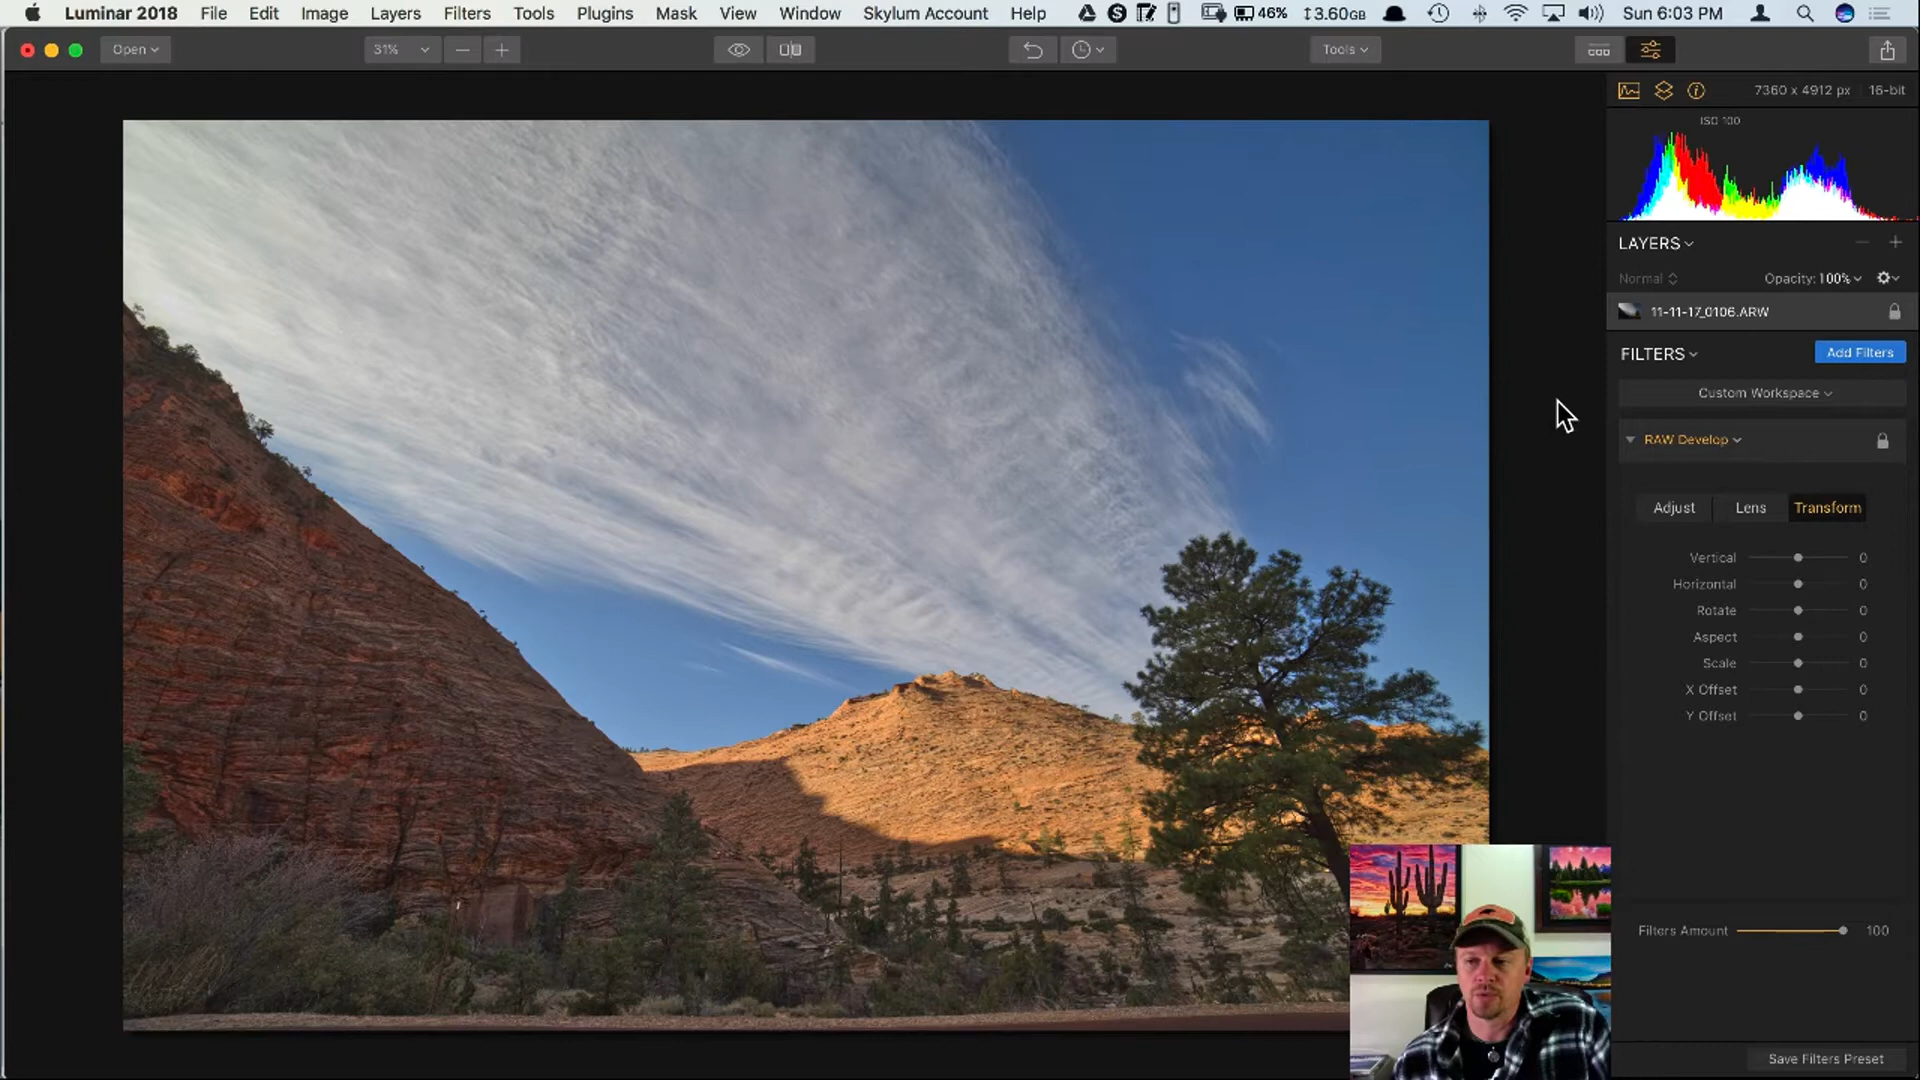 Luminar 2018 File Edit Image Layers Filters Tools Plugins Mask View Window Skylum Account Help 46% 3.60GB Sun 6:03 PM
Open 31% Tools
7360 x 4912 px 16-bit
ISO 100
LAYERS
Normal Opacity: 100%
11-11-17_0106.ARW
FILTERS Add Filters
Custom Workspace
RAW Develop
Adjust Lens Transform
Vertical 0
Horizontal 0
Rotate 0
Aspect 0
Scale 0
X Offset 0
Y Offset 0
Filters Amount 100
Save Filters Preset